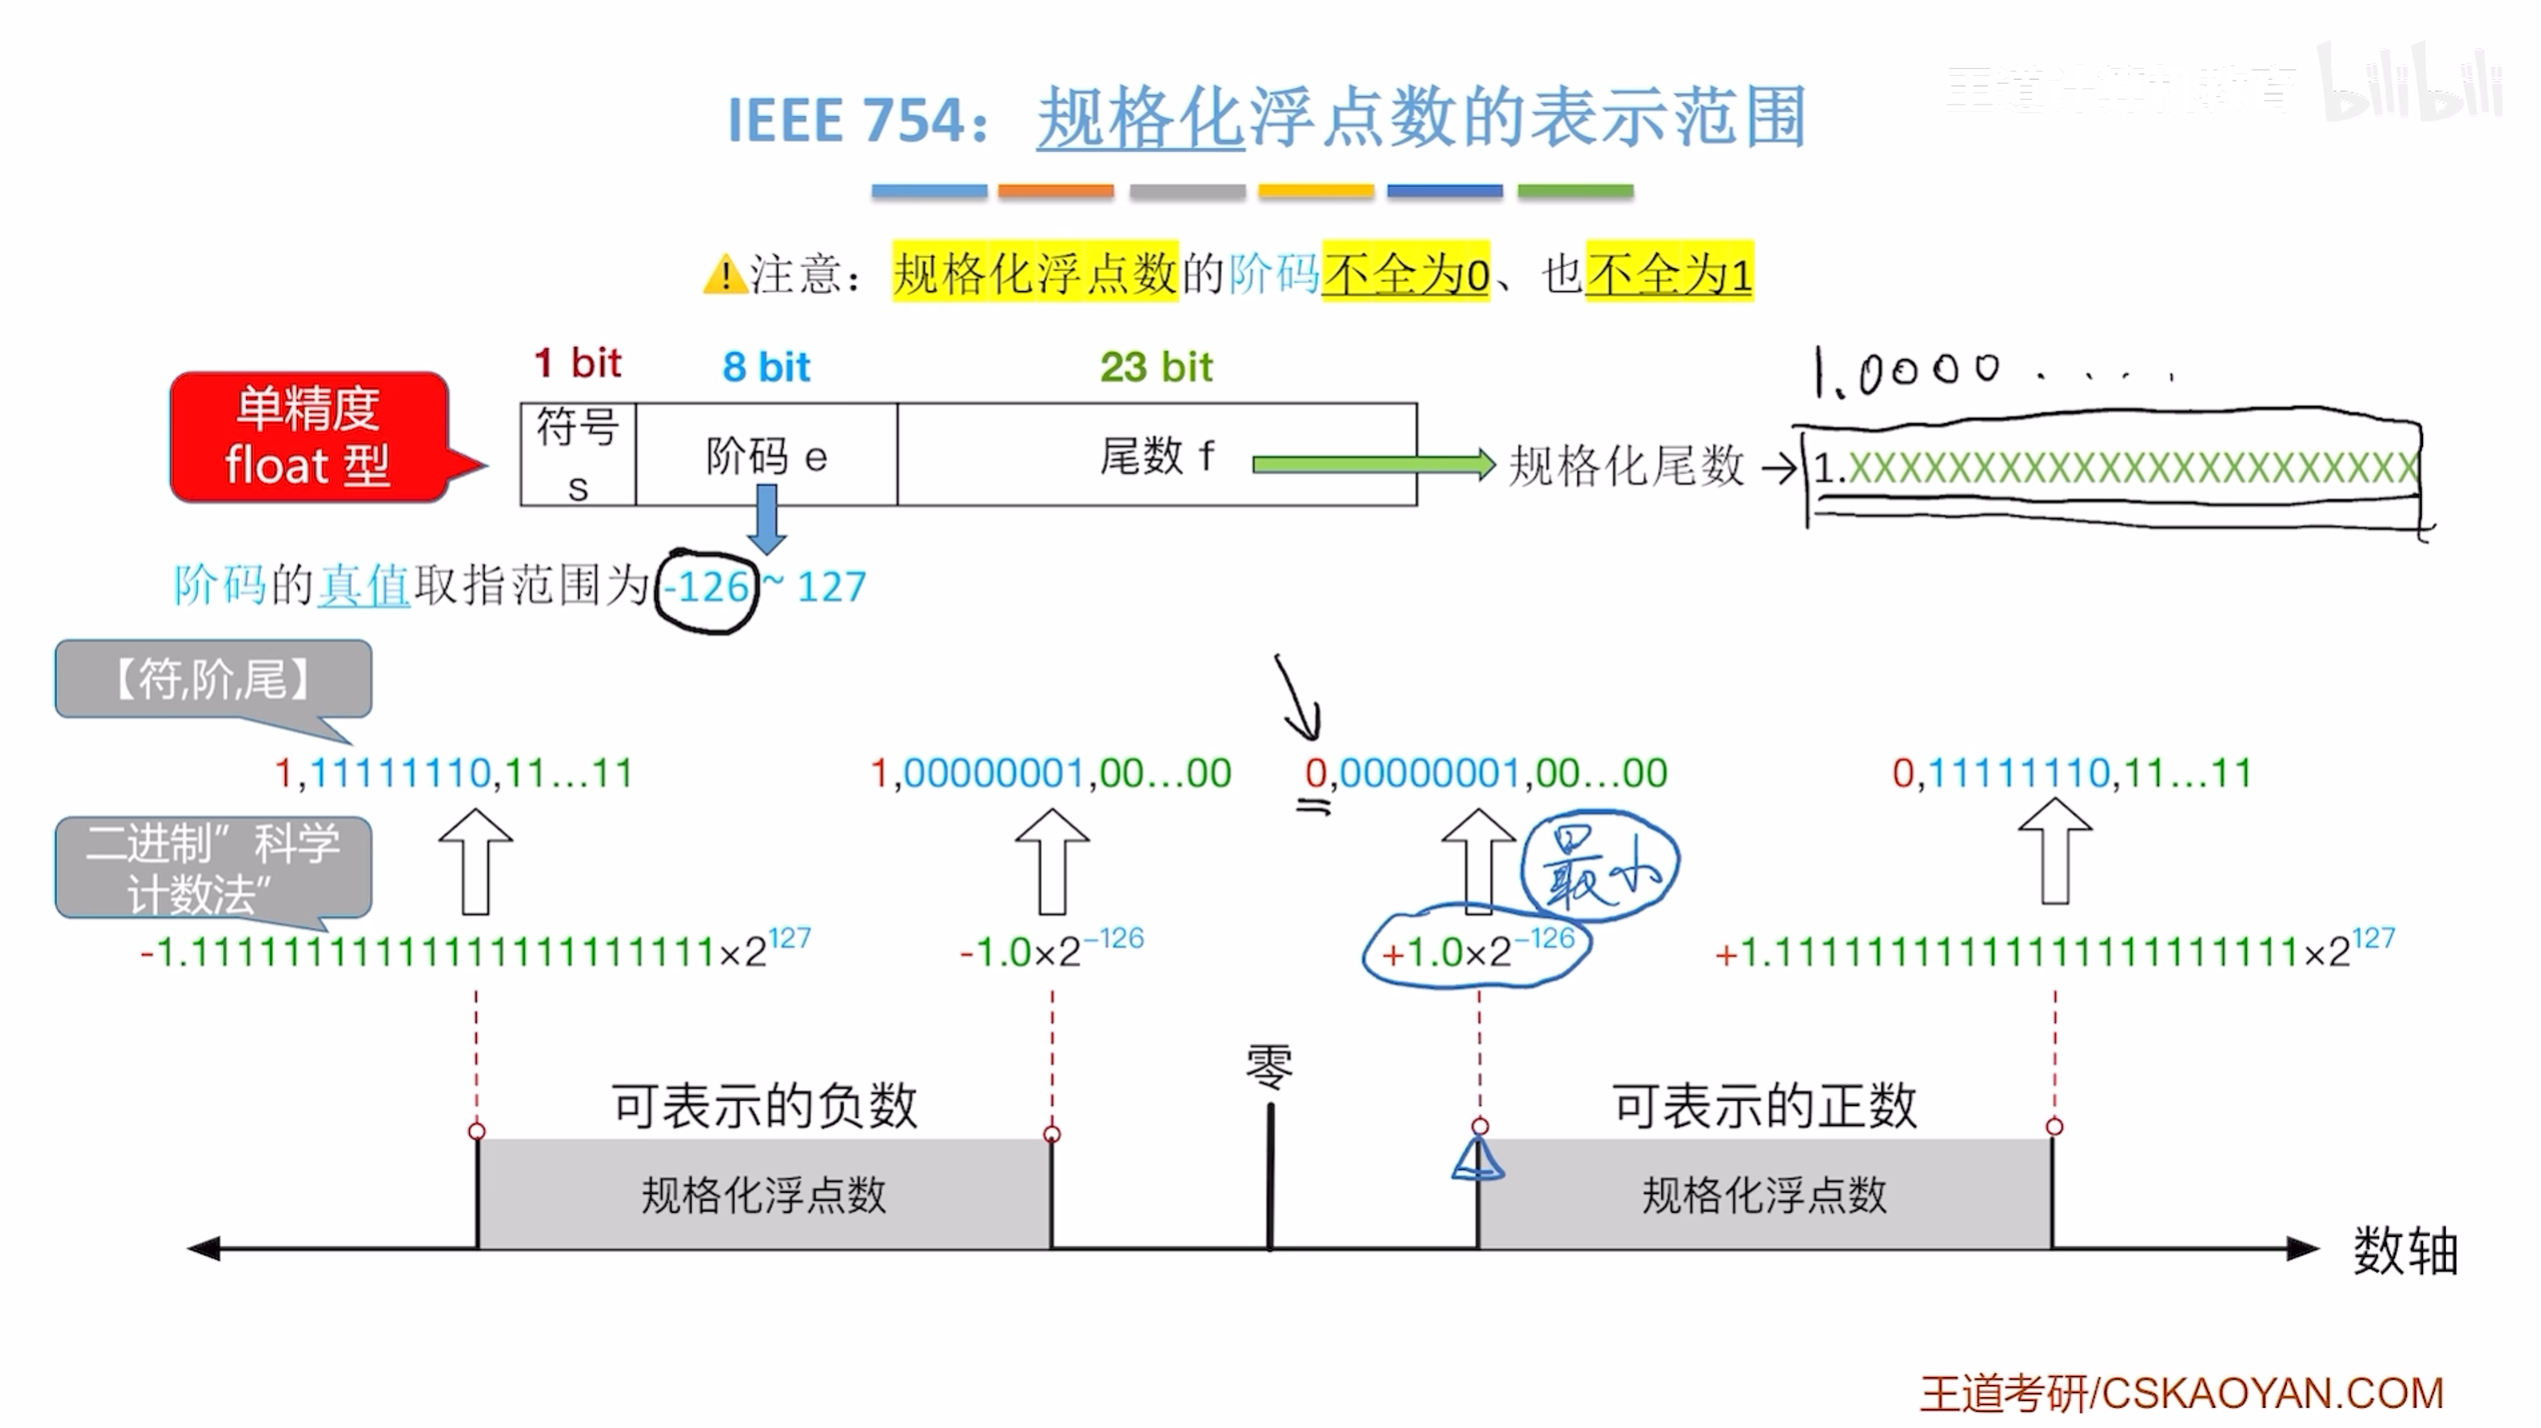 王道计算机教育 bilibili
IEEE 754：规格化浮点数的表示范围
⚠注意：规格化浮点数的阶码不全为0、也不全为1
1 bit 8 bit 23 bit
1.0000....
单精度
float 型
符号
s
阶码 e
尾数 f
规格化尾数→1.XXXXXXXXXXXXXXXXXXXXXXX
阶码的真值取指范围为-126 ~ 127
【符,阶,尾】
1,11111110,11...11 1,00000001,00...00 0,00000001,00...00 0,11111110,11...11
二进制”科学
计数法”
最小
-1.11111111111111111111111×2^127 -1.0×2^−126 +1.0×2^−126 +1.11111111111111111111111×2^127
零
可表示的负数 可表示的正数
规格化浮点数 规格化浮点数
数轴
王道考研/CSKAOYAN.COM